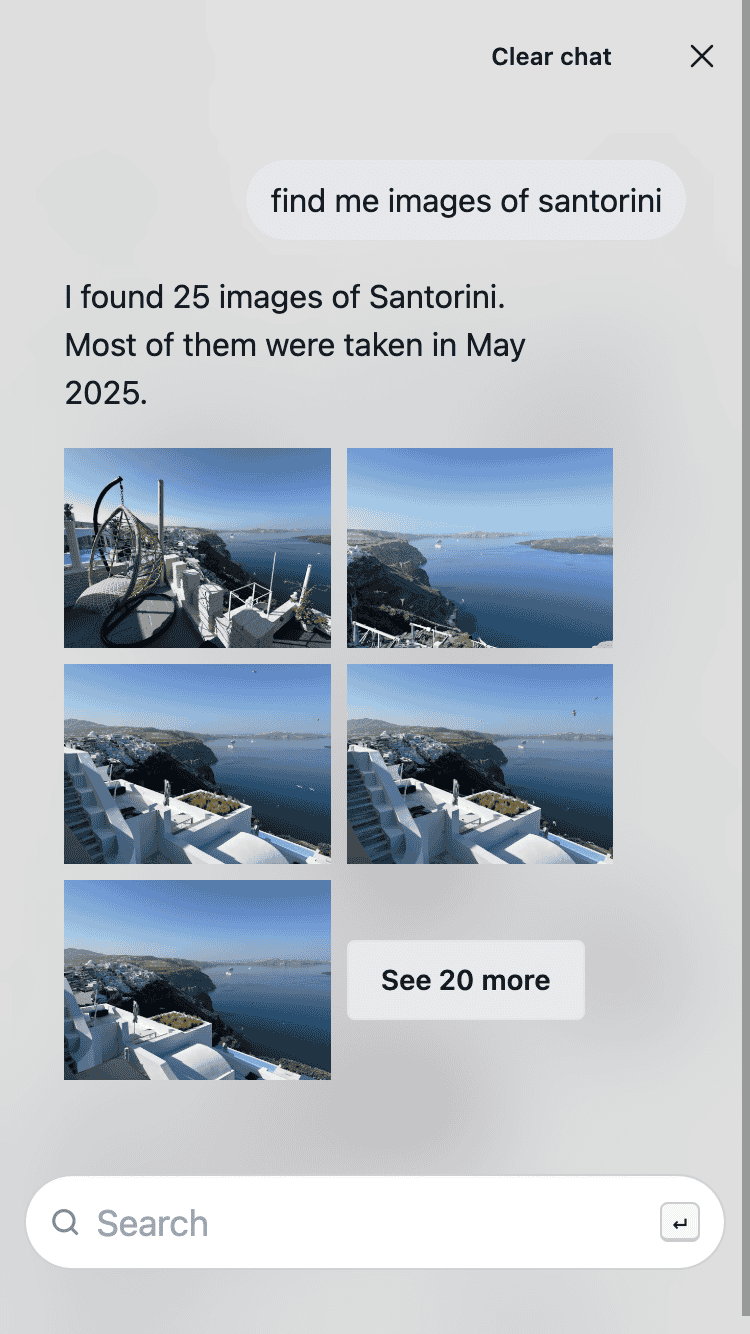 Clear chat
find me images of santorini
I found 25 images of Santorini.
Most of them were taken in May
2025.
See 20 more
Search